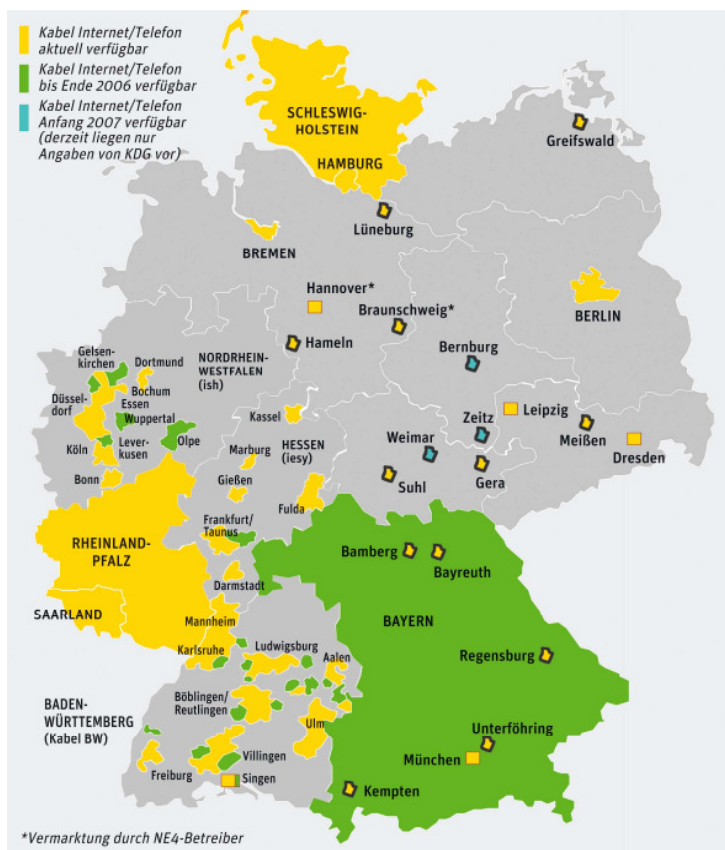 Kabel Internet/Telefon
aktuell verfügbar
Kabel Internet/Telefon
bis Ende 2006 verfügbar
Kabel Internet/Telefon
Anfang 2007 verfügbar
(derzeit liegen nur
Angaben von KDG vor)
SCHLESWIG-
HOLSTEIN
HAMBURG
Greifswald
Lüneburg
BREMEN
Hannover*
Braunschweig*
BERLIN
Hameln
Bernburg
Gelsen-
kirchen
Dortmund
NORDRHEIN-
WESTFALEN
(ish)
Bochum
Essen
Düssel-
dorf
Wuppertal
Kassel
Leipzig
Zeitz
Meißen
Köln
Lever-
kusen
Olpe
HESSEN
(iesy)
Weimar
Dresden
Marburg
Bonn
Gießen
Suhl
Gera
Fulda
Frankfurt/
Taunus
RHEINLAND-
PFALZ
Bamberg
Bayreuth
Darmstadt
SAARLAND
Mannheim
BAYERN
Karlsruhe
Ludwigsburg
Aalen
Regensburg
BADEN-
WÜRTTEMBERG
(Kabel BW)
Böblingen/
Reutlingen
Ulm
Unterföhring
Villingen
München
Freiburg
Singen
Kempten
*Vermarktung durch NE4-Betreiber